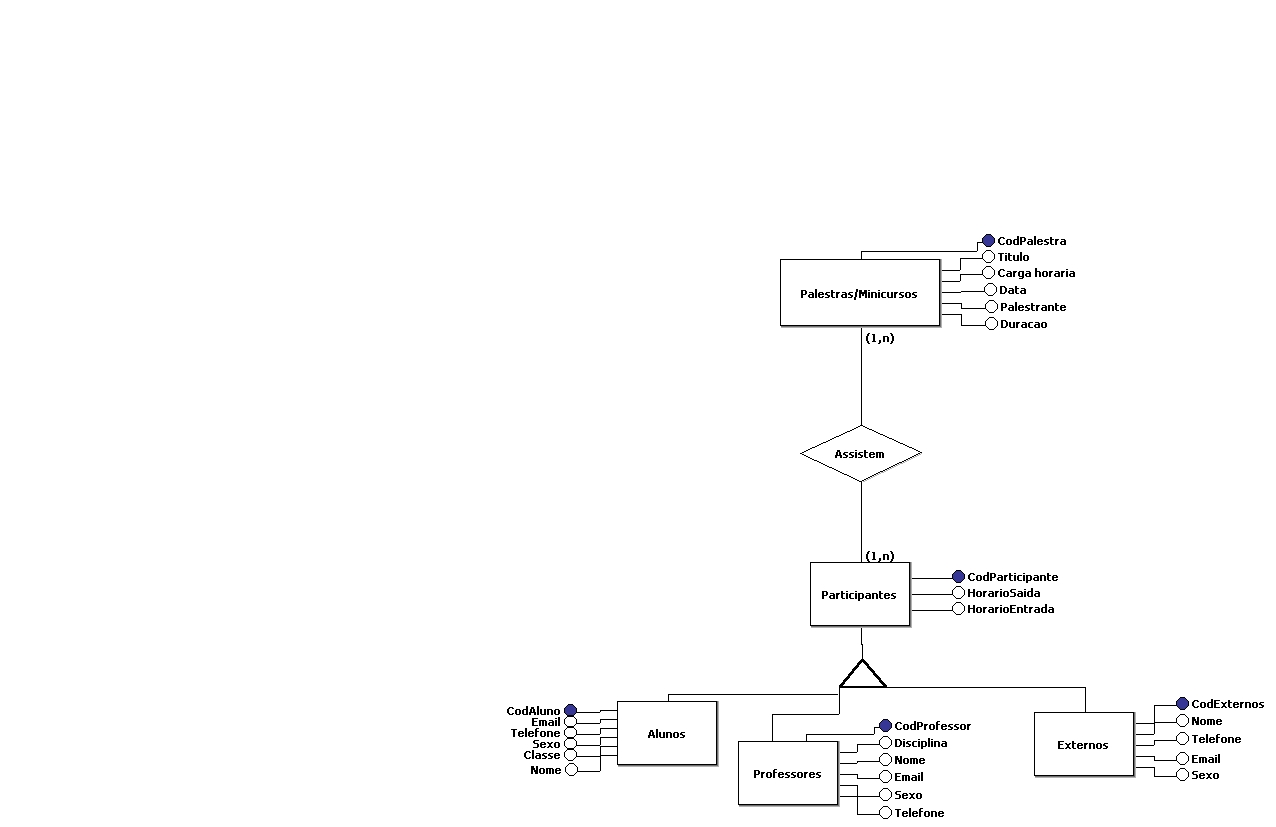 CodPalestra
Titulo
Carga horaria
Data
Palestrante
Duracao
Palestras/Minicursos
(1,n)
Assistem
(1,n)
Participantes
CodParticipante
HorarioSaida
HorarioEntrada
CodAluno
Email
Telefone
Sexo
Classe
Nome
Alunos
CodProfessor
Disciplina
Nome
Email
Sexo
Telefone
Professores
Externos
CodExternos
Nome
Telefone
Email
Sexo